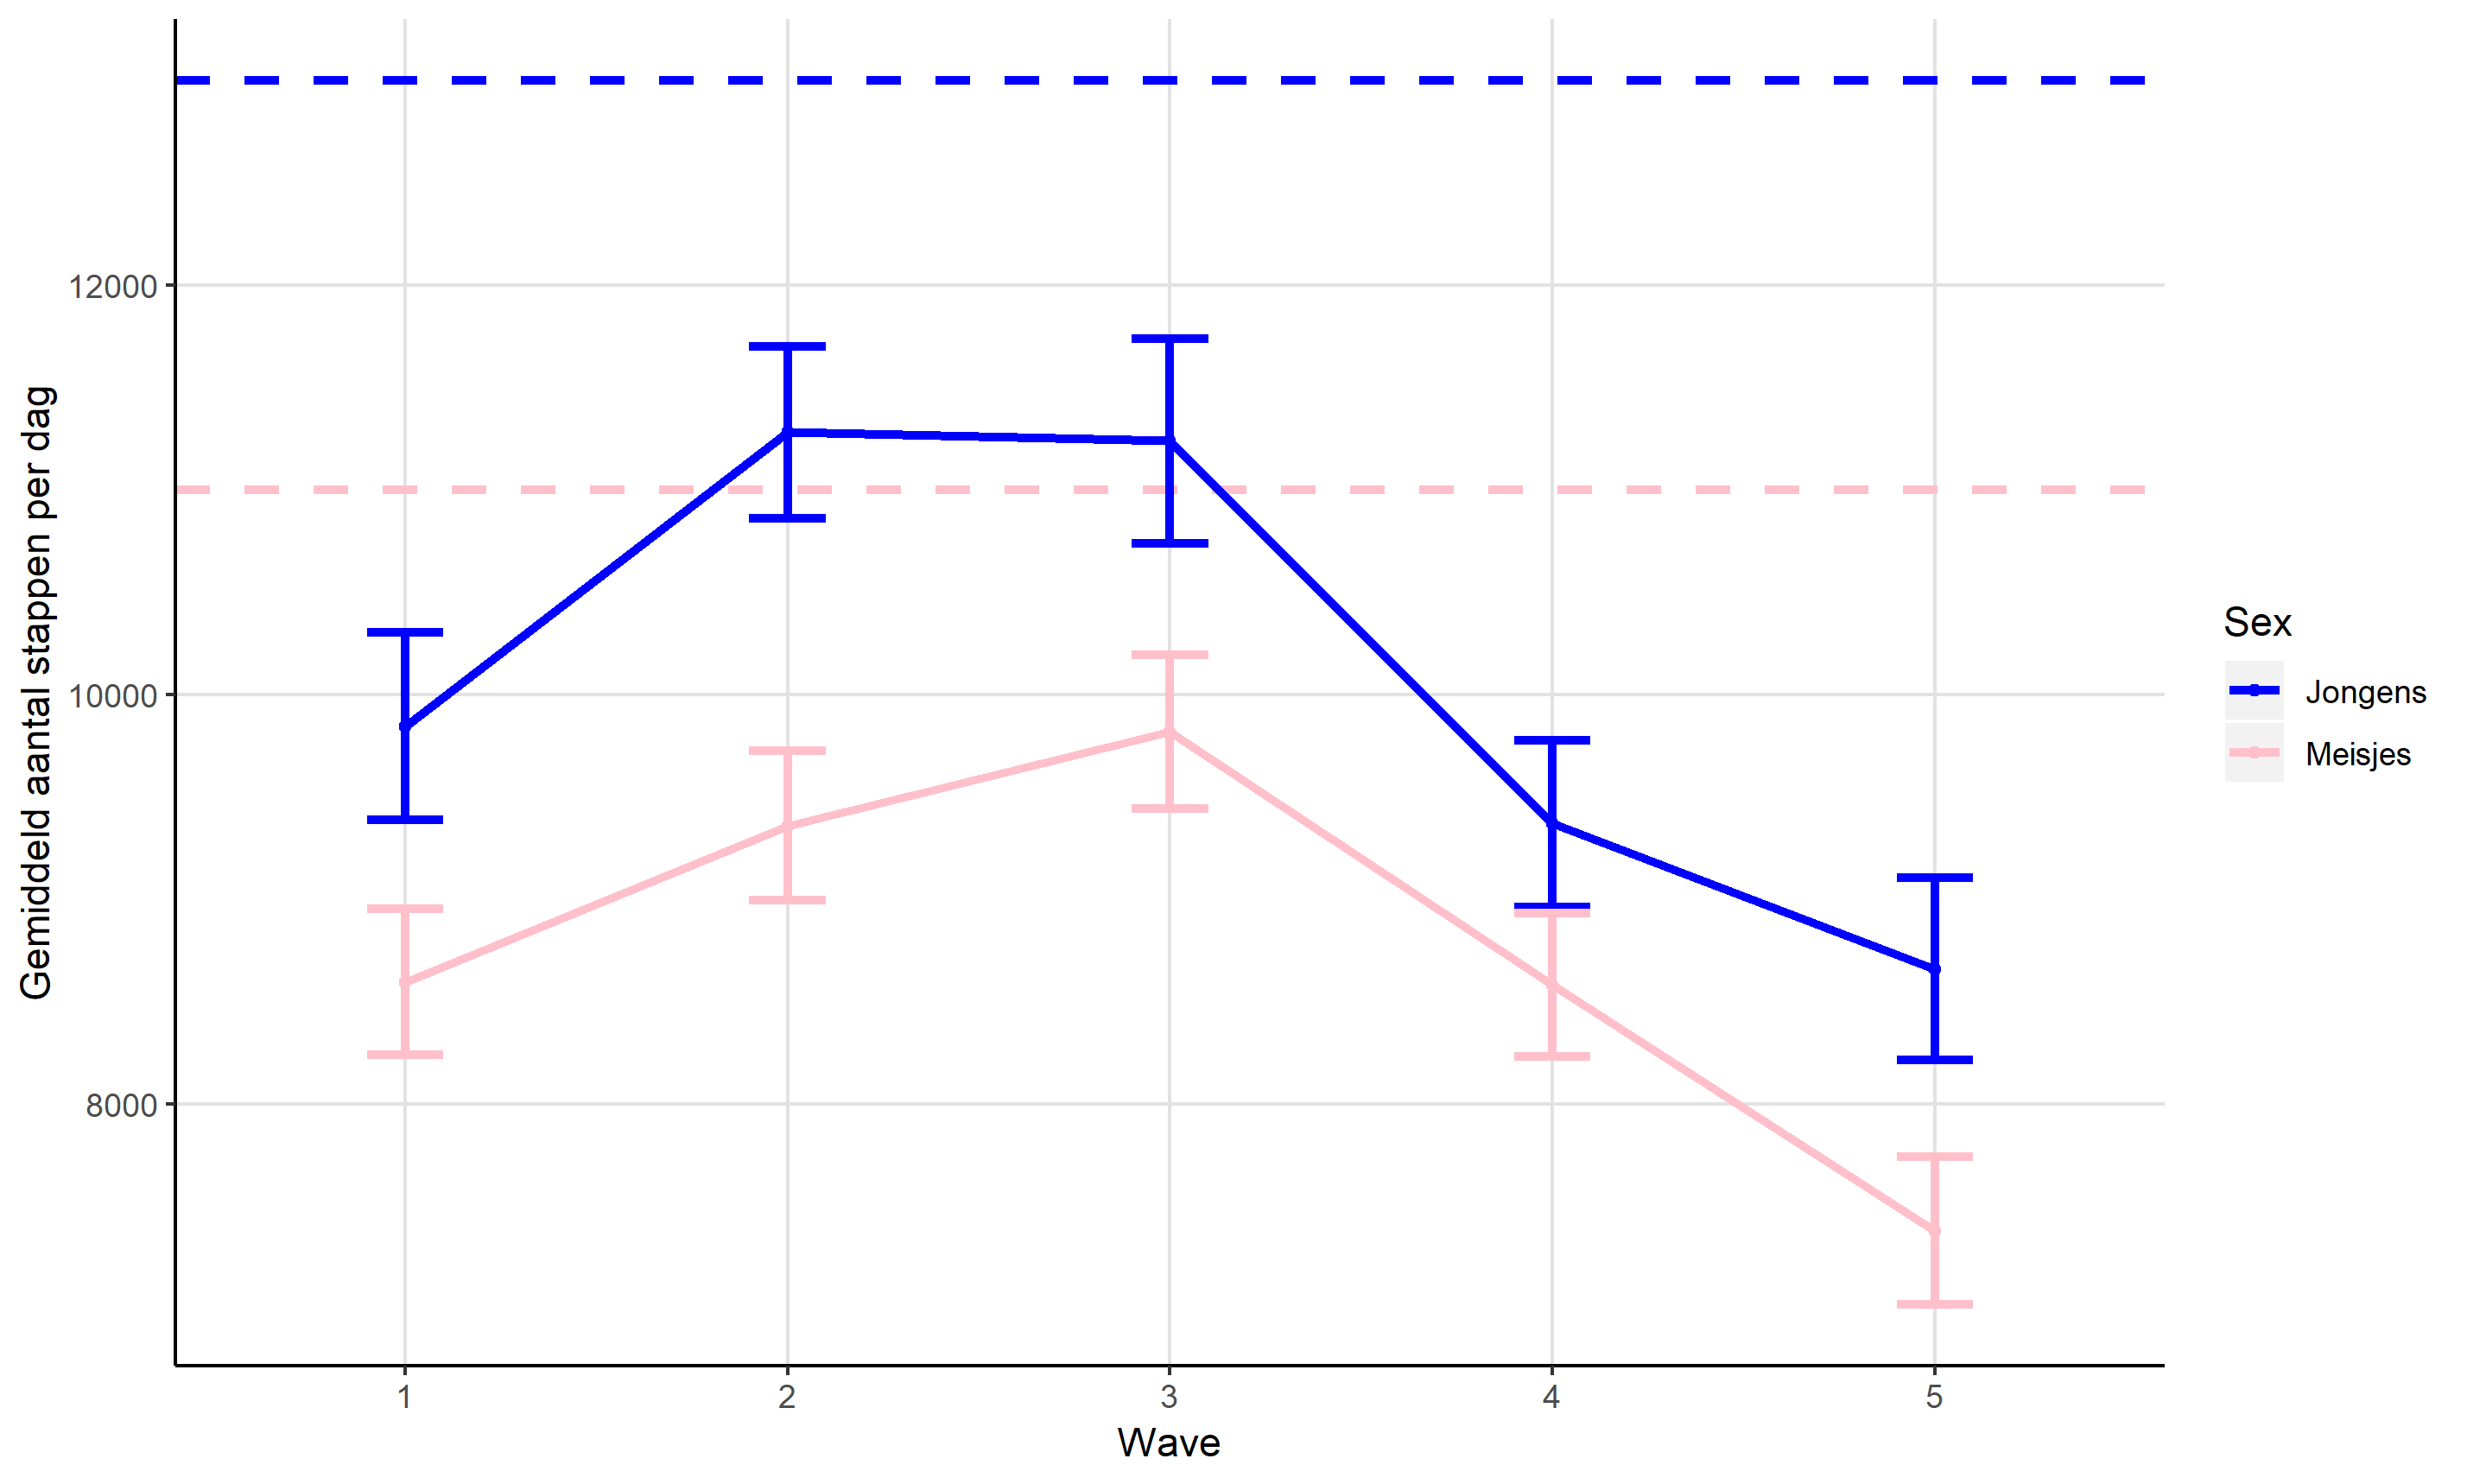 Gemiddeld aantal stappen per dag
12000
10000
8000
1 2 3 4 5
Wave
Sex
Jongens
Meisjes